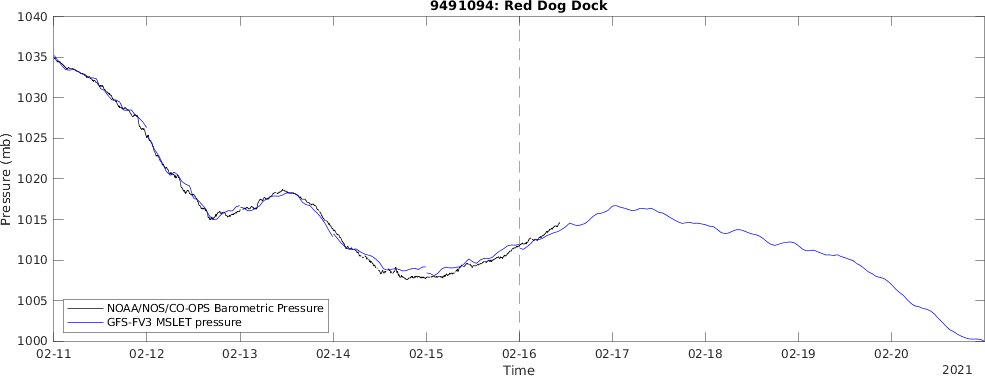 9491094: Red Dog Dock
1040
1035
1030
1025
1020
1015
1010
1005
1000
Pressure (mb)
NOAA/NOS/CO-OPS Barometric Pressure
GFS-FV3 MSLET pressure
02-11 02-12 02-13 02-14 02-15 02-16 02-17 02-18 02-19 02-20
Time
2021